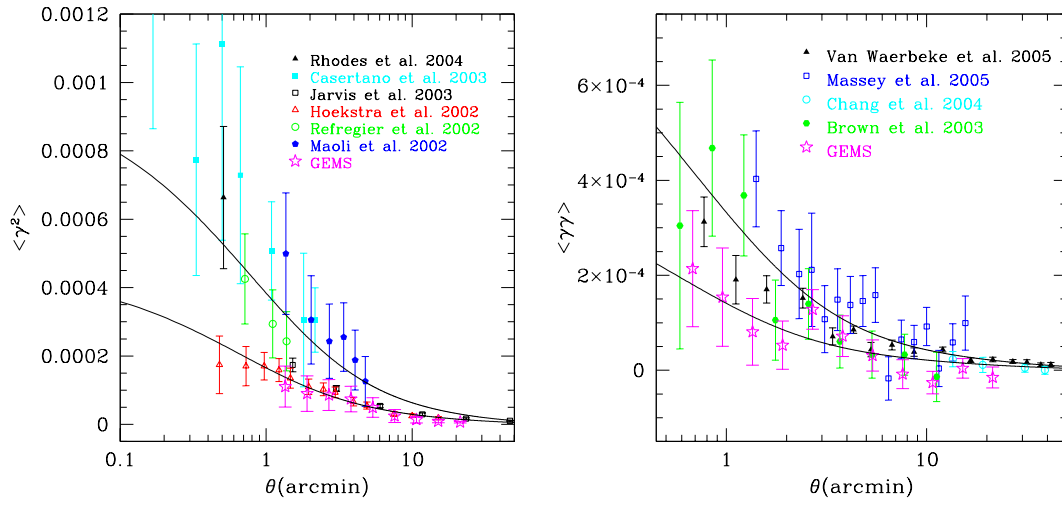 0.0012
0.001
0.0008
0.0006
0.0004
0.0002
0
<γ²>
Rhodes et al. 2004
Casertano et al. 2003
Jarvis et al. 2003
Hoekstra et al. 2002
Refregier et al. 2002
Maoli et al. 2002
GEMS
0.1 1 10
θ(arcmin)
6×10⁻⁴
4×10⁻⁴
2×10⁻⁴
0
<γγ>
Van Waerbeke et al. 2005
Massey et al. 2005
Chang et al. 2004
Brown et al. 2003
GEMS
1 10
θ(arcmin)